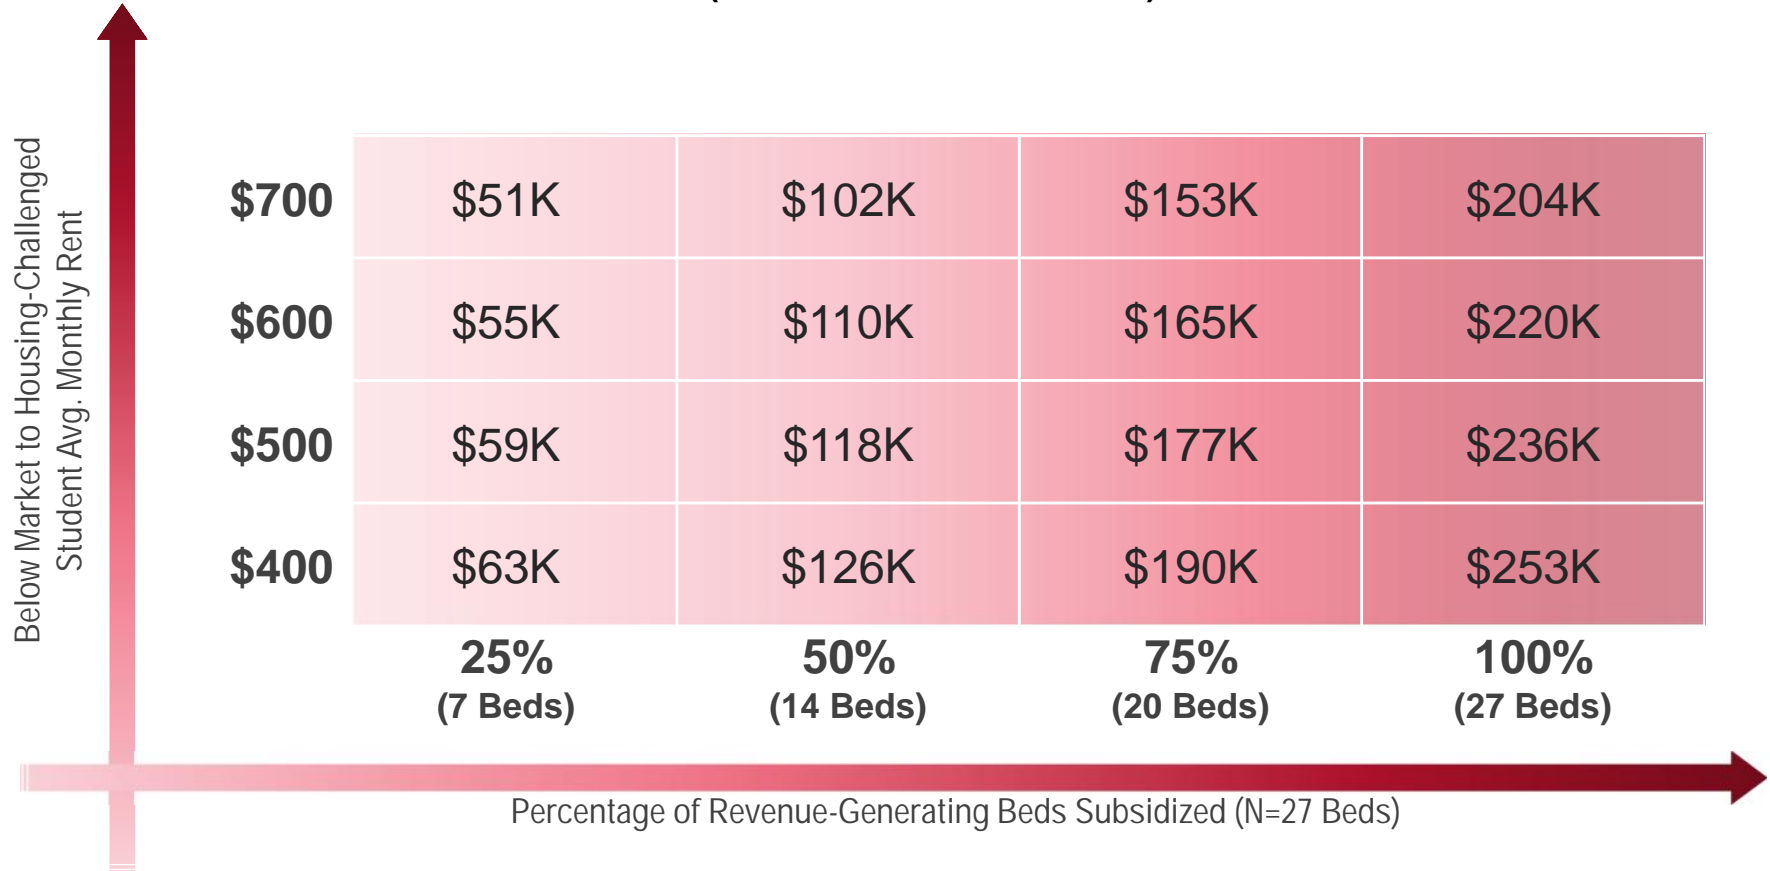 Below Market to Housing-Challenged
Student Avg. Monthly Rent
$700 $51K $102K $153K $204K
$600 $55K $110K $165K $220K
$500 $59K $118K $177K $236K
$400 $63K $126K $190K $253K
25% 50% 75% 100%
(7 Beds) (14 Beds) (20 Beds) (27 Beds)
Percentage of Revenue-Generating Beds Subsidized (N=27 Beds)